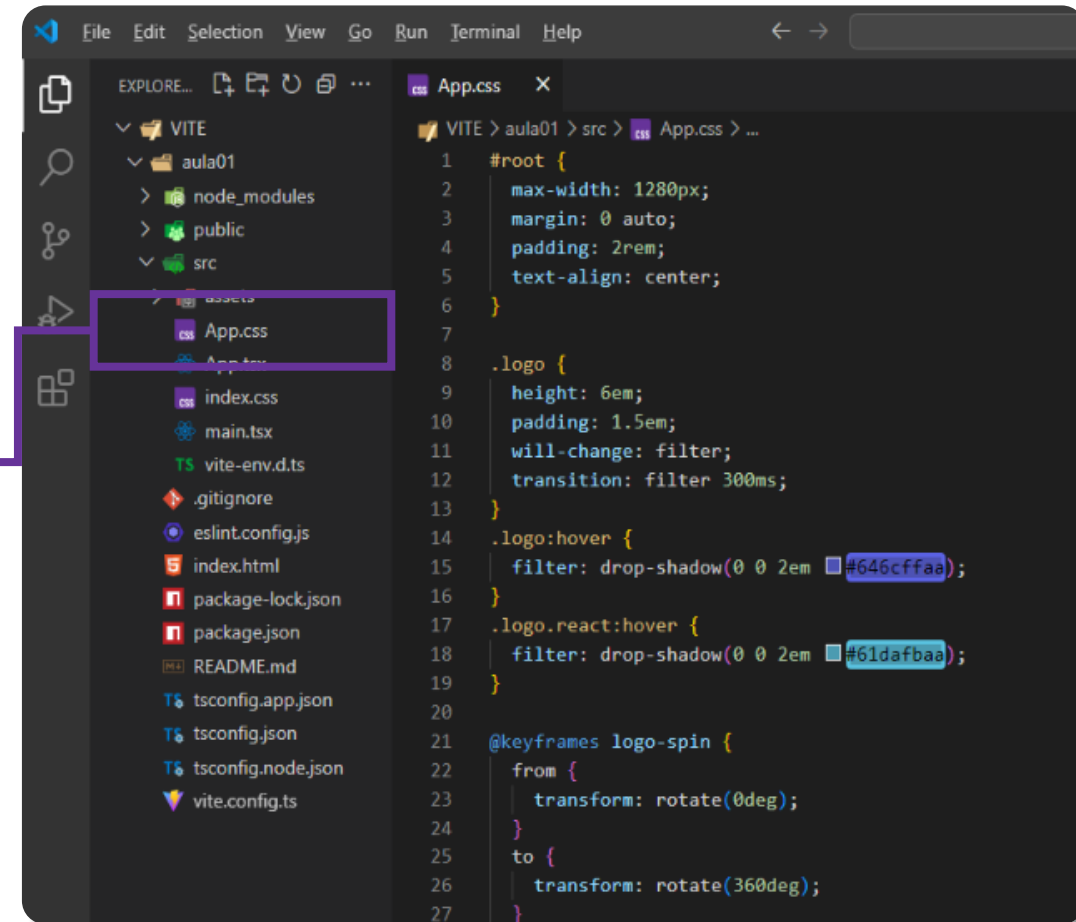 File Edit Selection View Go Run Terminal Help
EXPLORE...
VITE
aula01
node_modules
public
src
assets
App.css
App.tsx
index.css
main.tsx
TS vite-env.d.ts
.gitignore
eslint.config.js
index.html
package-lock.json
package.json
README.md
tsconfig.app.json
tsconfig.json
tsconfig.node.json
vite.config.ts
App.css
VITE > aula01 > src > App.css > ...
1 #root {
2 max-width: 1280px;
3 margin: 0 auto;
4 padding: 2rem;
5 text-align: center;
6 }
7
8 .logo {
9 height: 6em;
10 padding: 1.5em;
11 will-change: filter;
12 transition: filter 300ms;
13 }
14 .logo:hover {
15 filter: drop-shadow(0 0 2em #646cffaa);
16 }
17 .logo.react:hover {
18 filter: drop-shadow(0 0 2em #61dafbaa);
19 }
20
21 @keyframes logo-spin {
22 from {
23 transform: rotate(0deg);
24 }
25 to {
26 transform: rotate(360deg);
27 }